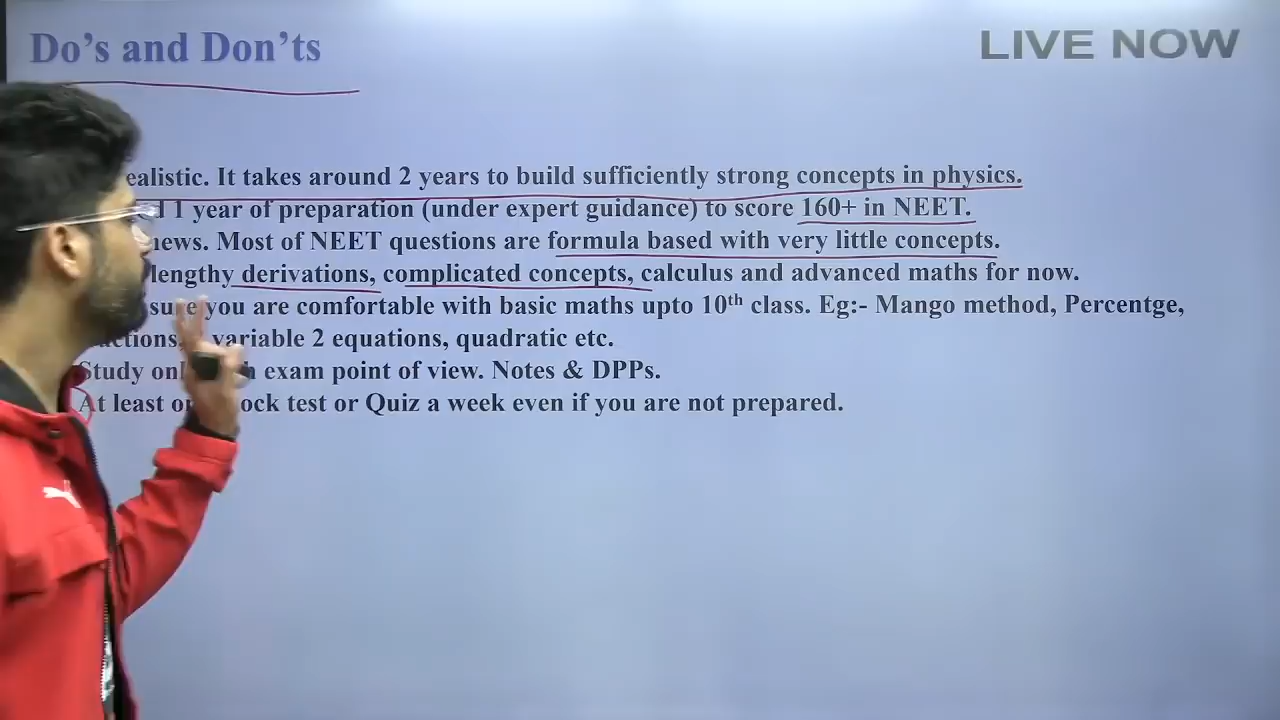 Do's and Don'ts
LIVE NOW
ealistic. It takes around 2 years to build sufficiently strong concepts in physics.
1 year of preparation (under expert guidance) to score 160+ in NEET.
news. Most of NEET questions are formula based with very little concepts.
lengthy derivations, complicated concepts, calculus and advanced maths for now.
sure you are comfortable with basic maths upto 10th class. Eg:- Mango method, Percentge,
variable 2 equations, quadratic etc.
Study exam point of view. Notes & DPPs.
At least ock test or Quiz a week even if you are not prepared.